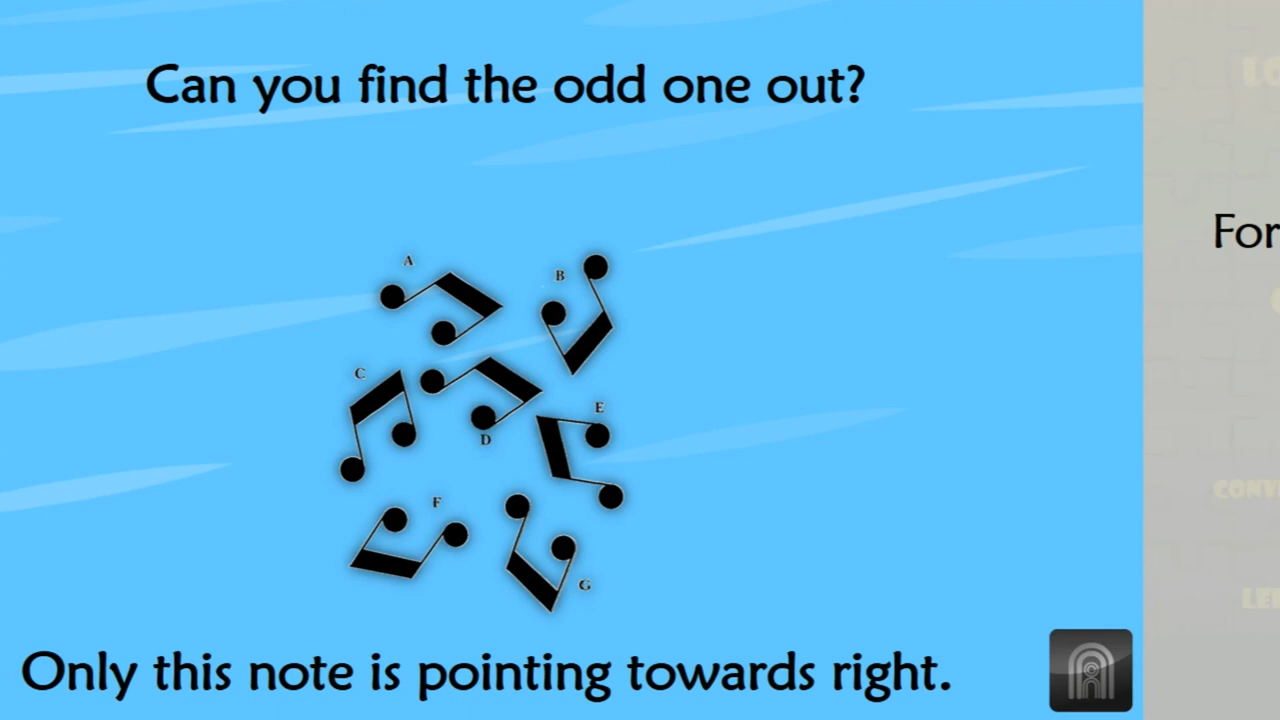 Can you find the odd one out?
A
B
C
D
E
F
G
Only this note is pointing towards right.
For